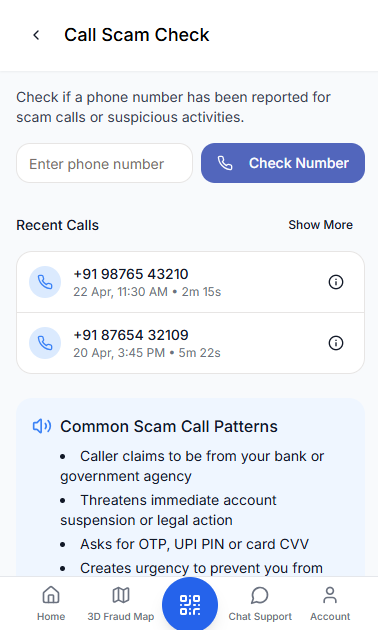 Call Scam Check
Check if a phone number has been reported for
scam calls or suspicious activities.
Enter phone number
Check Number
Recent Calls
Show More
+91 98765 43210
22 Apr, 11:30 AM • 2m 15s
+91 87654 32109
20 Apr, 3:45 PM • 5m 22s
Common Scam Call Patterns
• Caller claims to be from your bank or
government agency
• Threatens immediate account
suspension or legal action
• Asks for OTP, UPI PIN or card CVV
• Creates urgency to prevent you from
Home
3D Fraud Map
Chat Support
Account